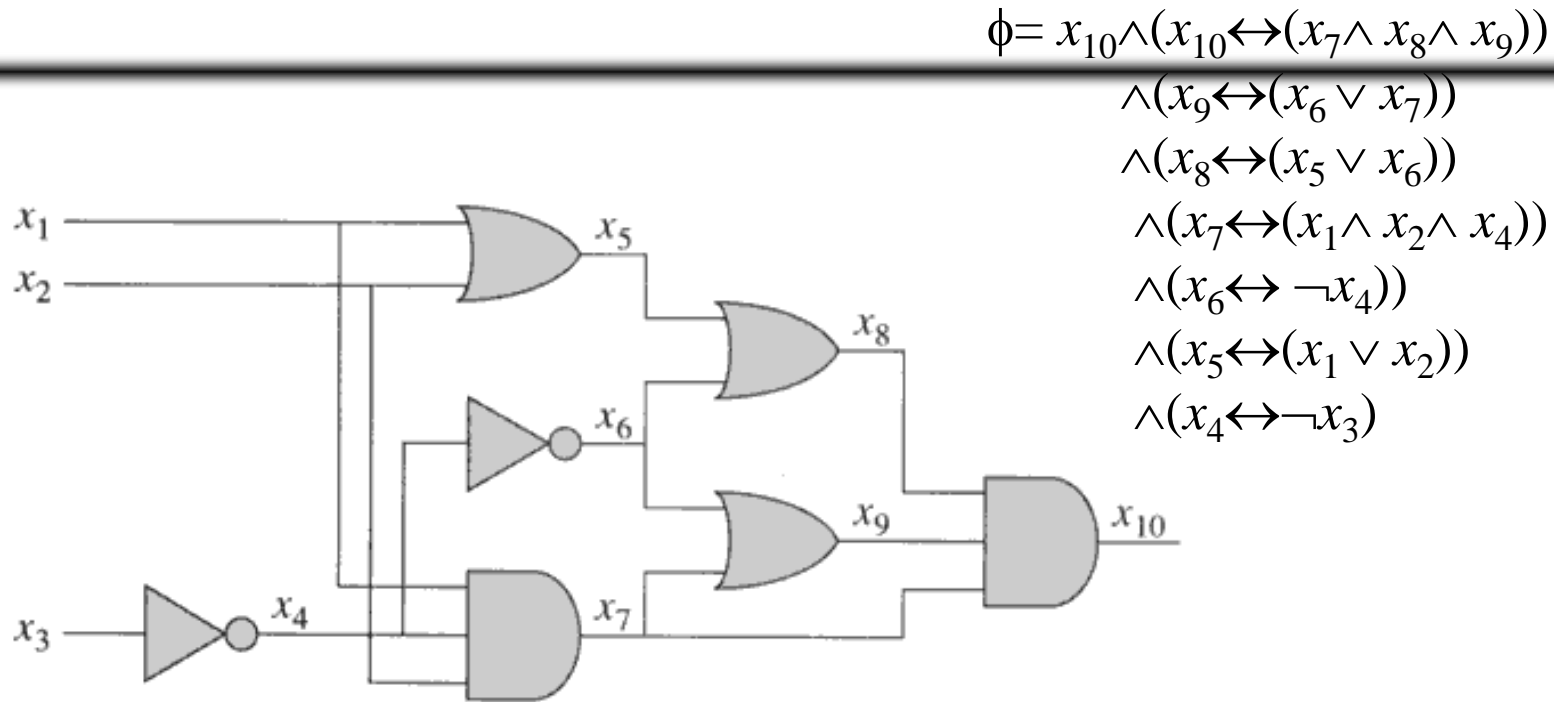 ϕ= x₁₀∧(x₁₀↔(x₇∧ x₈∧ x₉))
∧(x₉↔(x₆ ∨ x₇))
∧(x₈↔(x₅ ∨ x₆))
∧(x₇↔(x₁∧ x₂∧ x₄))
∧(x₆↔ ¬x₄))
∧(x₅↔(x₁ ∨ x₂))
∧(x₄↔¬x₃)
x₁
x₅
x₂
x₈
x₆
x₉
x₁₀
x₃
x₄
x₇